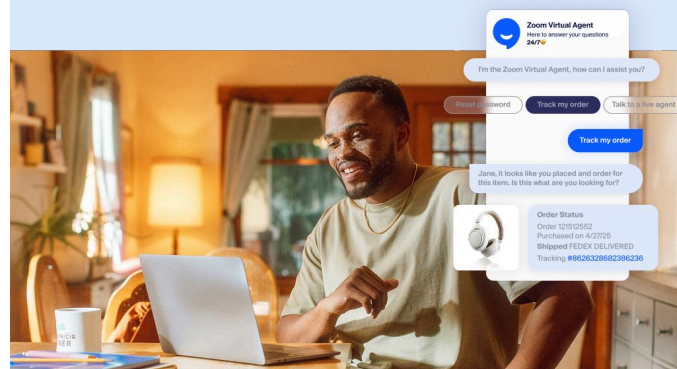 Zoom Virtual Agent
Here to answer your questions
24/7😀
I'm the Zoom Virtual Agent, how can I assist you?
Reset password
Track my order
Talk to a live agent
Track my order
Jane, it looks like you placed and order for
this item. Is this what are you looking for?
Order Status
Order 121512552
Purchased on 4/27/25
Shipped FEDEX DELIVERED
Tracking #8626328682386236